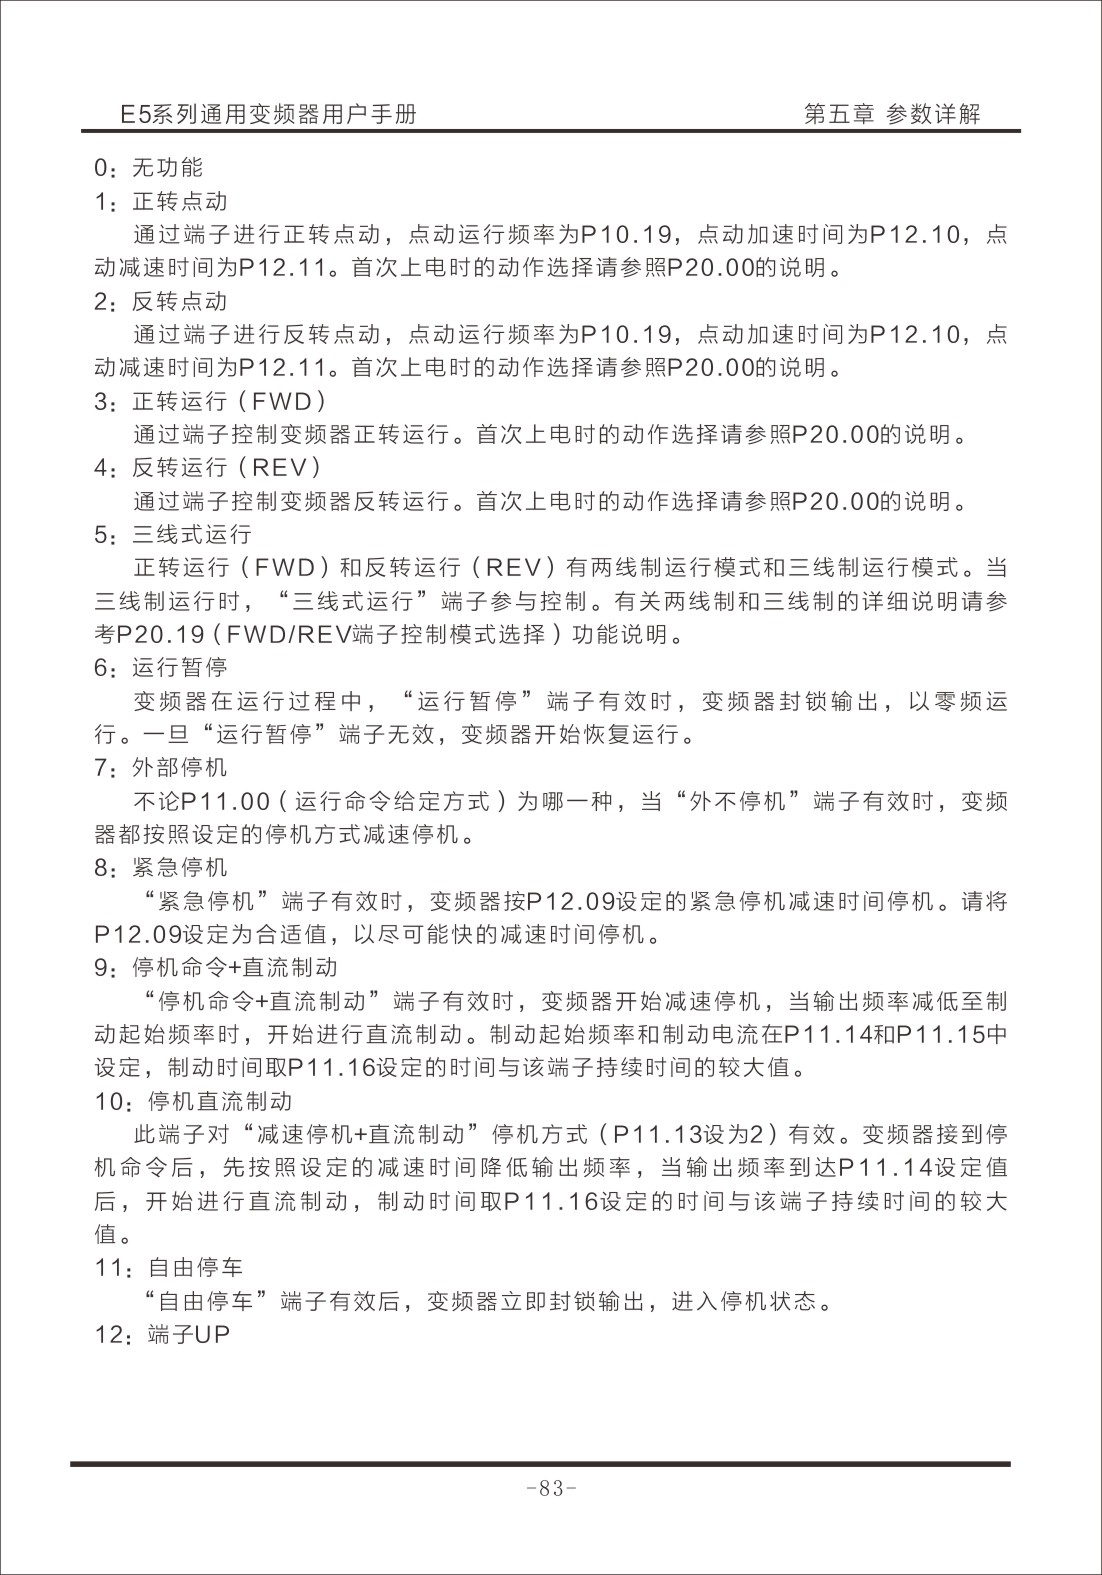 E5系列通用变频器用户手册 第五章 参数详解
0：无功能
1：正转点动
通过端子进行正转点动，点动运行频率为P10.19，点动加速时间为P12.10，点
动减速时间为P12.11。首次上电时的动作选择请参照P20.00的说明。
2：反转点动
通过端子进行反转点动，点动运行频率为P10.19，点动加速时间为P12.10，点
动减速时间为P12.11。首次上电时的动作选择请参照P20.00的说明。
3：正转运行（FWD）
通过端子控制变频器正转运行。首次上电时的动作选择请参照P20.00的说明。
4：反转运行（REV）
通过端子控制变频器反转运行。首次上电时的动作选择请参照P20.00的说明。
5：三线式运行
正转运行（FWD）和反转运行（REV）有两线制运行模式和三线制运行模式。当
三线制运行时，“三线式运行”端子参与控制。有关两线制和三线制的详细说明请参
考P20.19（FWD/REV端子控制模式选择）功能说明。
6：运行暂停
变频器在运行过程中，“运行暂停”端子有效时，变频器封锁输出，以零频运
行。一旦“运行暂停”端子无效，变频器开始恢复运行。
7：外部停机
不论P11.00（运行命令给定方式）为哪一种，当“外不停机”端子有效时，变频
器都按照设定的停机方式减速停机。
8：紧急停机
“紧急停机”端子有效时，变频器按P12.09设定的紧急停机减速时间停机。请将
P12.09设定为合适值，以尽可能快的减速时间停机。
9：停机命令+直流制动
“停机命令+直流制动”端子有效时，变频器开始减速停机，当输出频率减低至制
动起始频率时，开始进行直流制动。制动起始频率和制动电流在P11.14和P11.15中
设定，制动时间取P11.16设定的时间与该端子持续时间的较大值。
10：停机直流制动
此端子对“减速停机+直流制动”停机方式（P11.13设为2）有效。变频器接到停
机命令后，先按照设定的减速时间降低输出频率，当输出频率到达P11.14设定值
后，开始进行直流制动，制动时间取P11.16设定的时间与该端子持续时间的较大
值。
11：自由停车
“自由停车”端子有效后，变频器立即封锁输出，进入停机状态。
12：端子UP
-83-